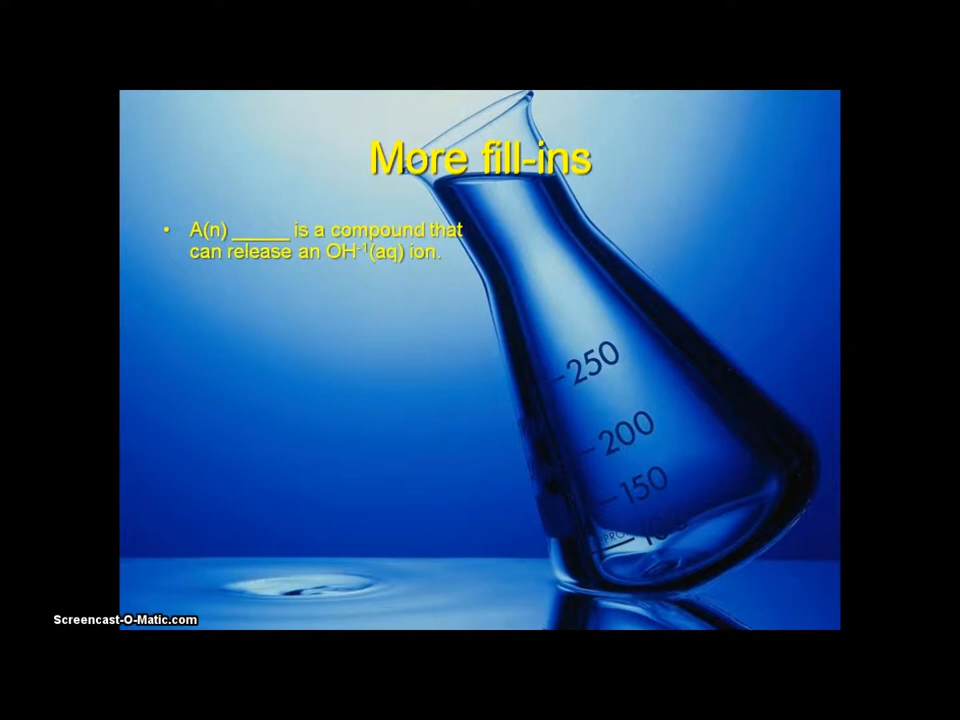 More fill-ins
• A(n) _____ is a compound that
can release an OH⁻¹(aq) ion.
250
200
150
Screencast-O-Matic.com